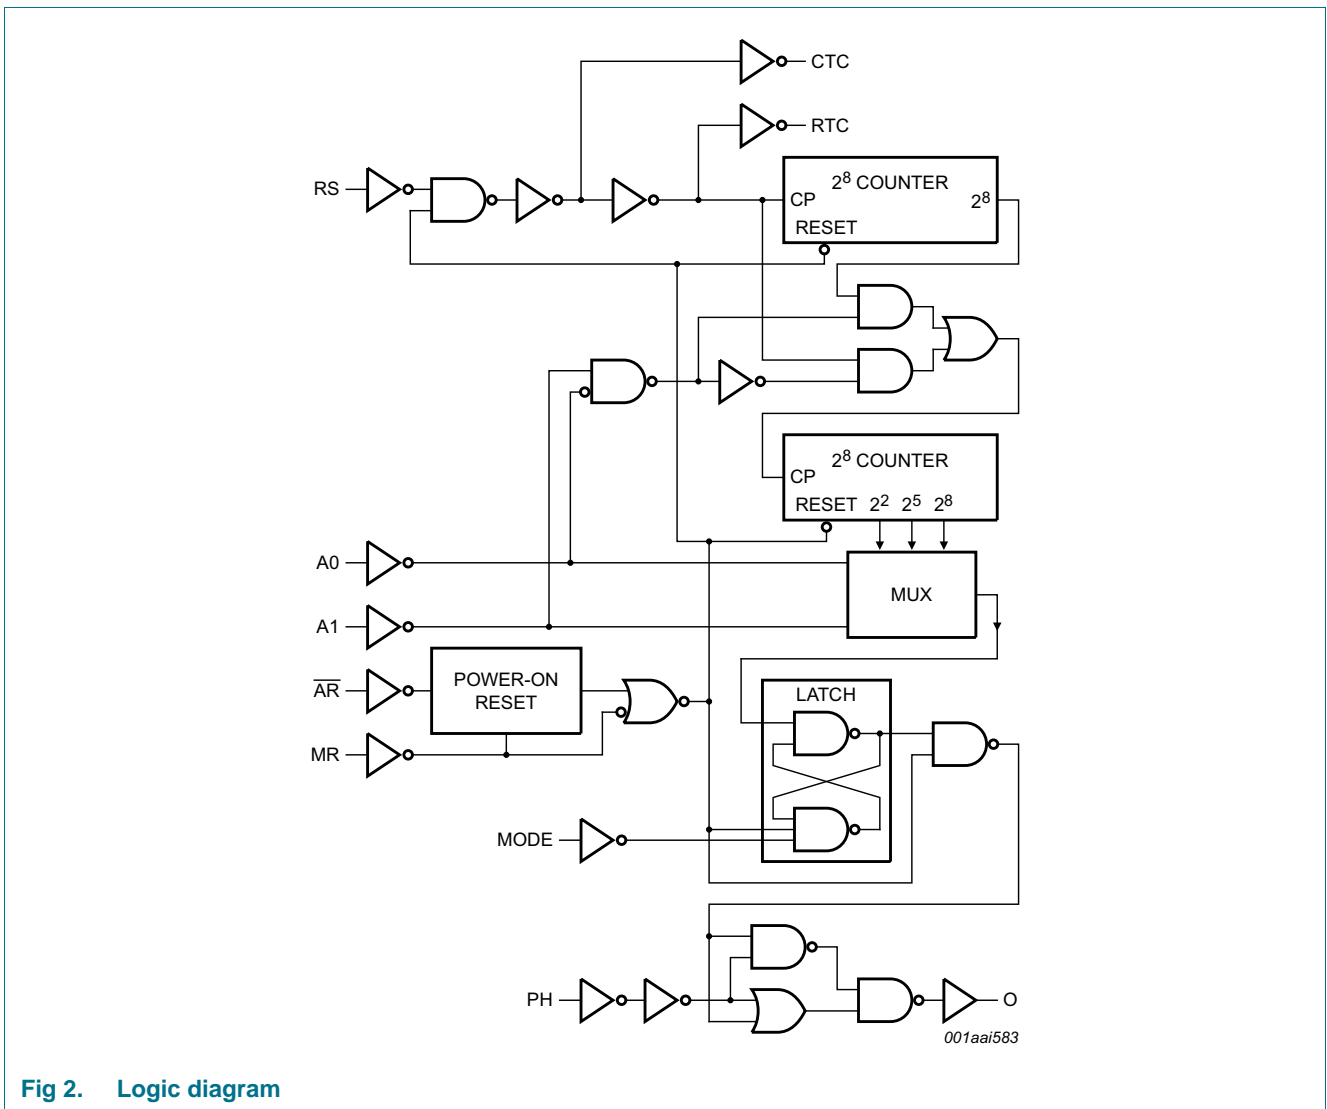 CTC
RTC
RS
2⁸ COUNTER
CP
2⁸
RESET
2⁸ COUNTER
CP
RESET 2² 2⁵ 2⁸
A0
MUX
A1
A̅R̅
POWER-ON
RESET
LATCH
MR
MODE
PH
O
001aai583
Fig 2. Logic diagram